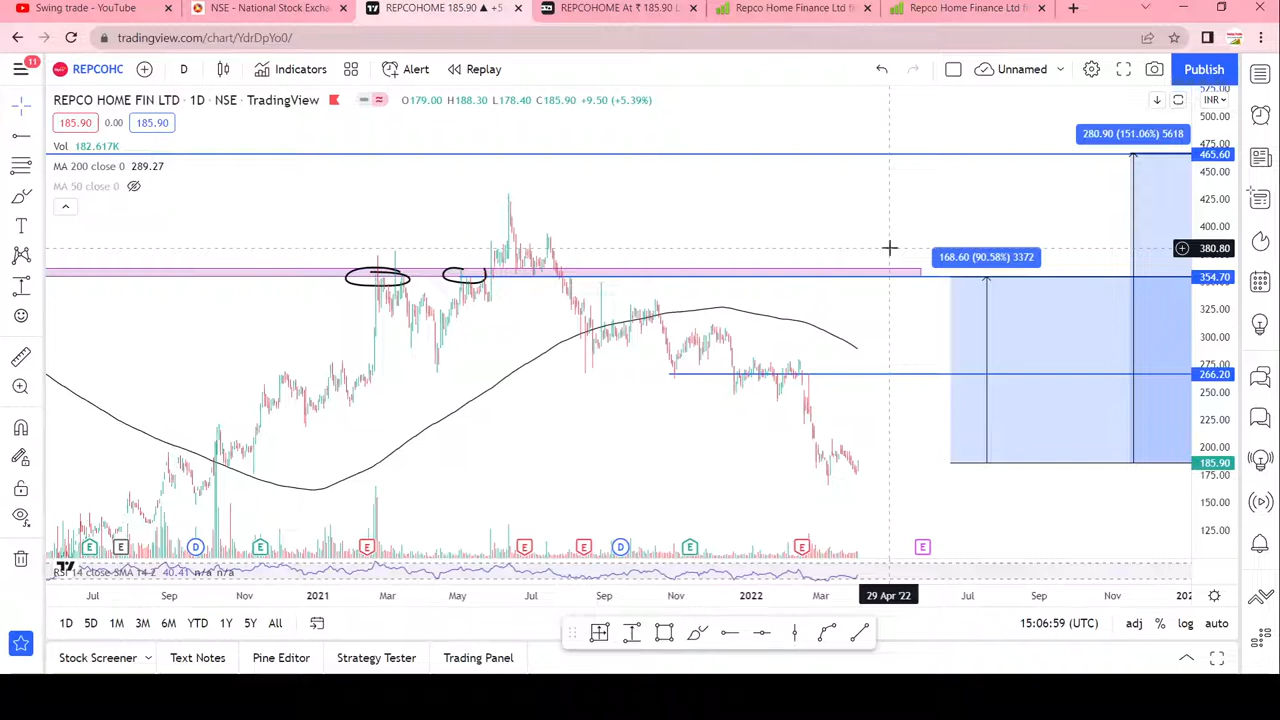 Swing trade - YouTube
NSE - National Stock Excha
REPCOHOME 185.90 ▲ +5
REPCOHOME At ₹ 185.90 L
Repco Home Finance Ltd fi
Repco Home Finance Ltd fi
tradingview.com/chart/YdrDpYo0/
11
REPCOHC
D
Indicators
Alert
Replay
Unnamed
Publish
REPCO HOME FIN LTD · 1D · NSE · TradingView
O179.00 H188.30 L178.40 C185.90 +9.50 (+5.39%)
INR
185.90 0.00 185.90
Vol 182.617K
MA 200 close 0 289.27
MA 50 close 0
280.90 (151.06%) 5618
168.60 (90.58%) 3372
575.00
500.00
475.00
465.60
450.00
425.00
400.00
380.80
354.70
325.00
300.00
275.00
266.20
250.00
225.00
200.00
185.90
175.00
150.00
125.00
E E D E E E E D E E E
RSI 14 close SMA 14 2 40.41 n/a n/a
Jul Sep Nov 2021 Mar May Jul Sep Nov 2022 Mar 29 Apr '22 Jul Sep Nov 202
1D 5D 1M 3M 6M YTD 1Y 5Y All
15:06:59 (UTC) adj % log auto
Stock Screener Text Notes Pine Editor Strategy Tester Trading Panel